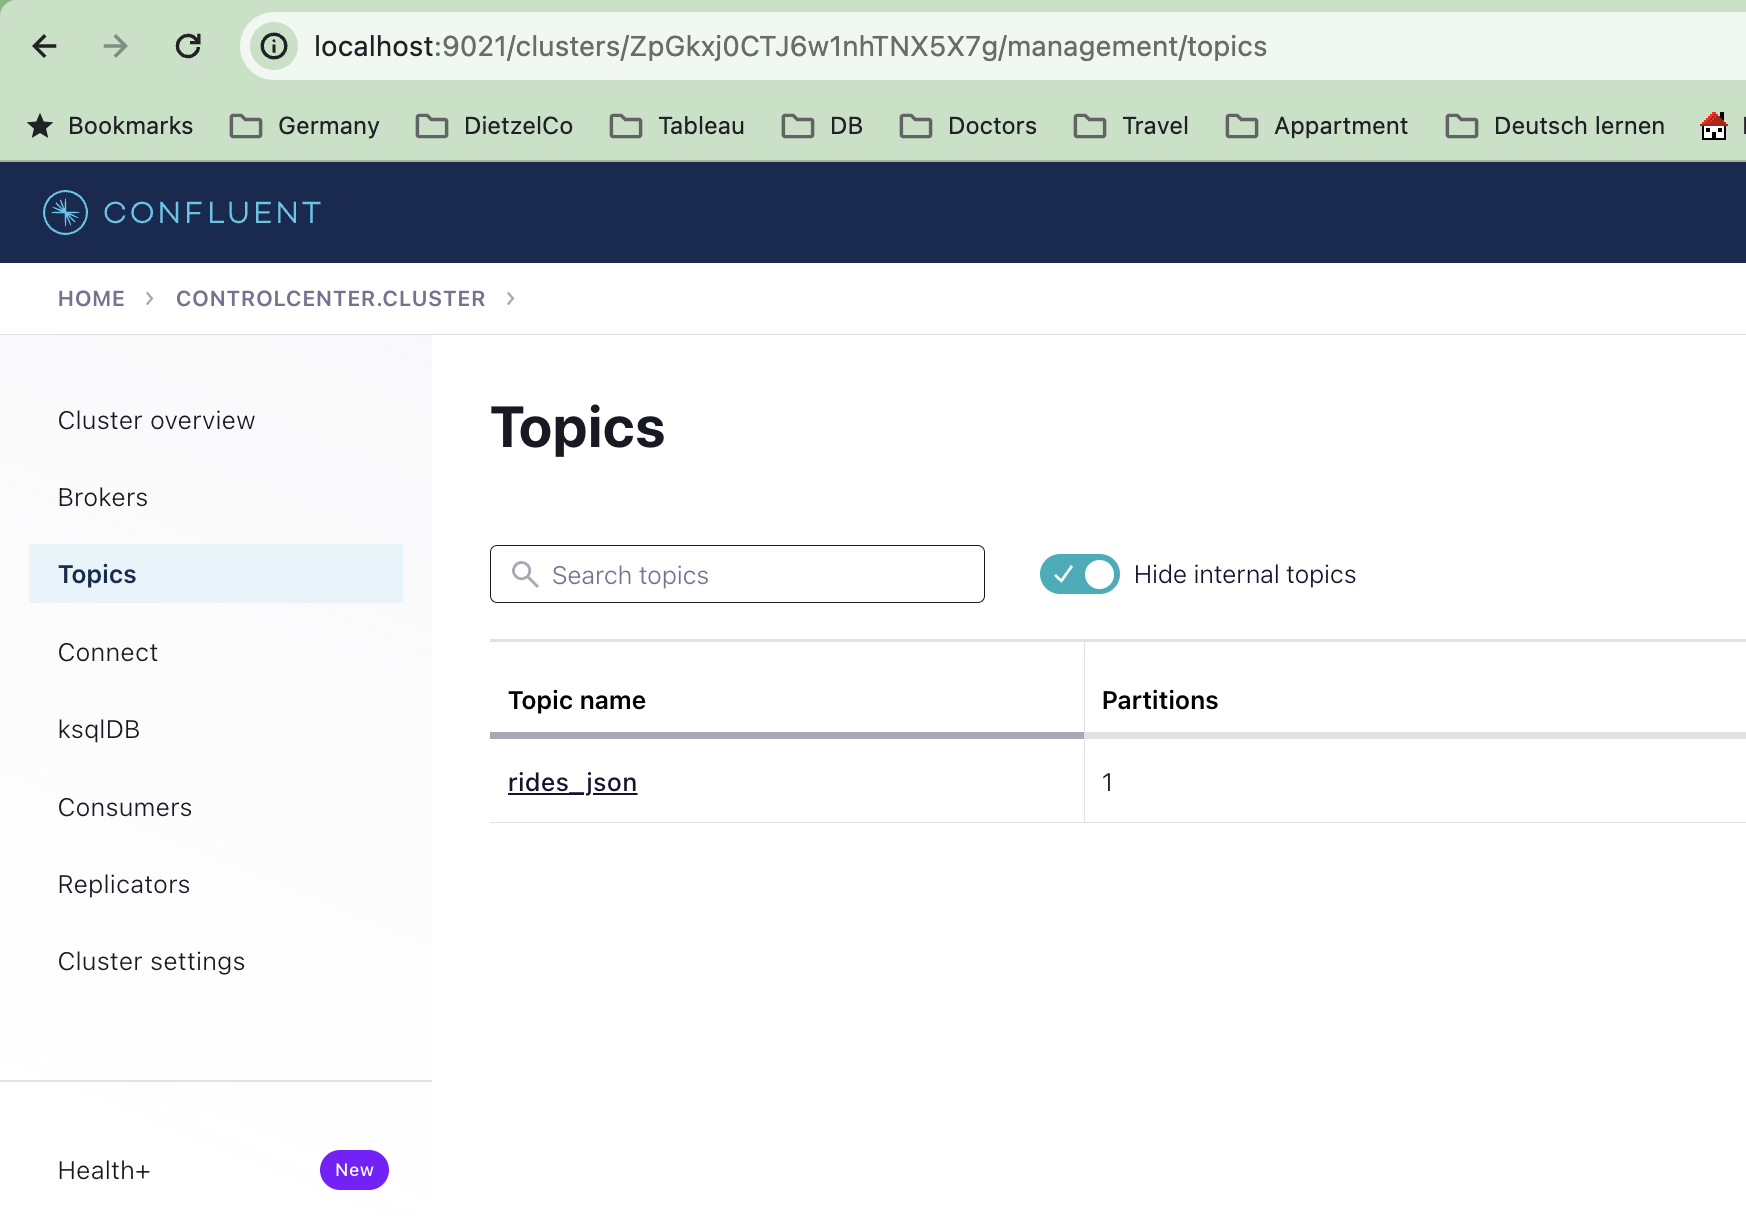 localhost:9021/clusters/ZpGkxj0CTJ6w1nhTNX5X7g/management/topics
Bookmarks Germany DietzelCo Tableau DB Doctors Travel Appartment Deutsch lernen
CONFLUENT
HOME > CONTROLCENTER.CLUSTER >
Cluster overview
Brokers
Topics
Connect
ksqlDB
Consumers
Replicators
Cluster settings
Health+ New
Topics
Search topics Hide internal topics
Topic name Partitions
rides_json 1